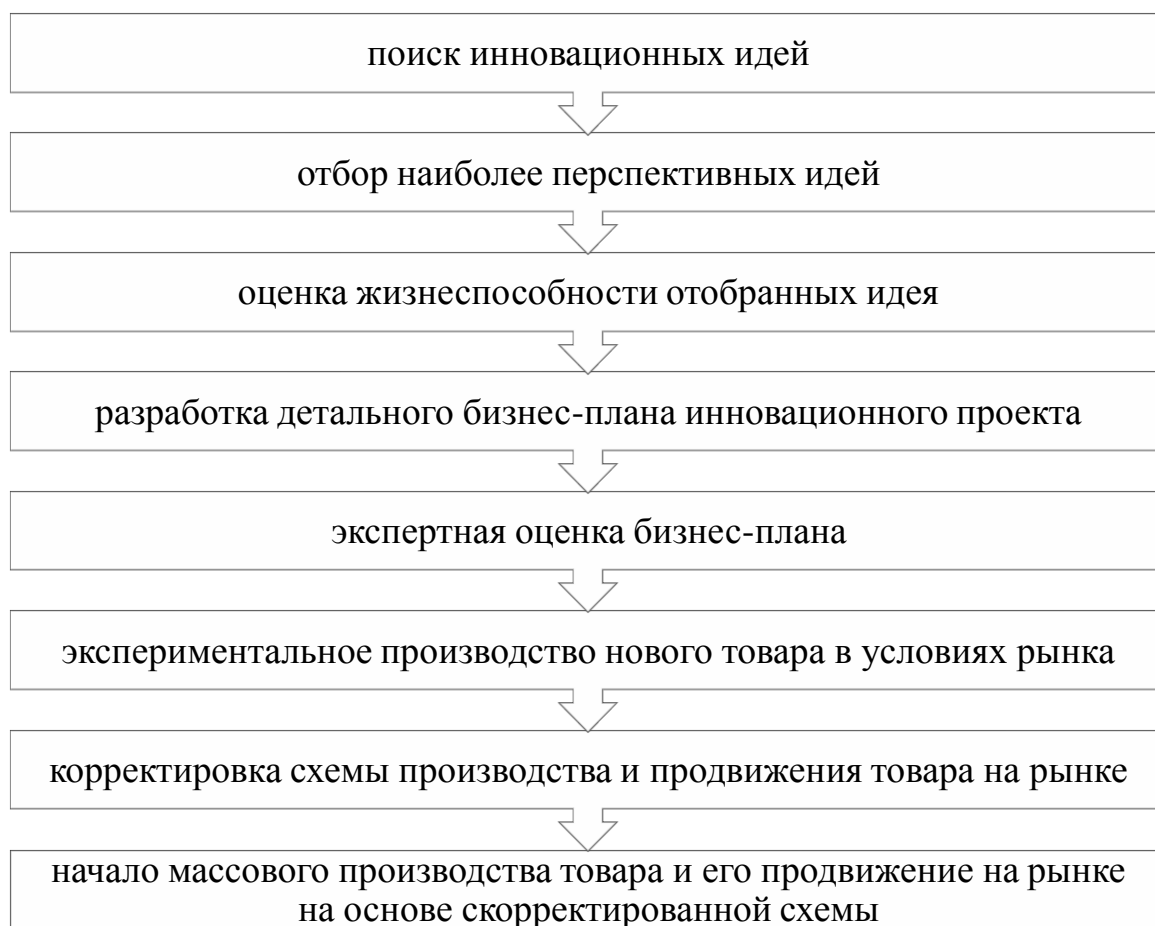 поиск инновационных идей
отбор наиболее перспективных идей
оценка жизнеспособности отобранных идея
разработка детального бизнес-плана инновационного проекта
экспертная оценка бизнес-плана
экспериментальное производство нового товара в условиях рынка
корректировка схемы производства и продвижения товара на рынке
начало массового производства товара и его продвижение на рынке
на основе скорректированной схемы